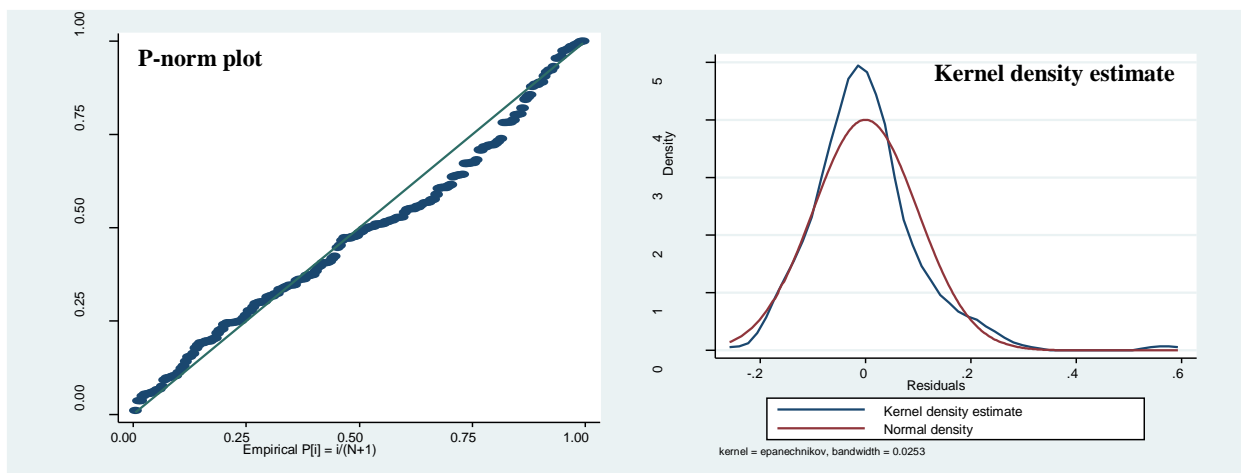 P-norm plot
1.00
0.75
0.50
0.25
0.00
0.00 0.25 0.50 0.75 1.00
Empirical P[i] = i/(N+1)
Kernel density estimate
Density
5
4
3
2
1
0
-.2 0 .2 .4 .6
Residuals
Kernel density estimate
Normal density
kernel = epanechnikov, bandwidth = 0.0253